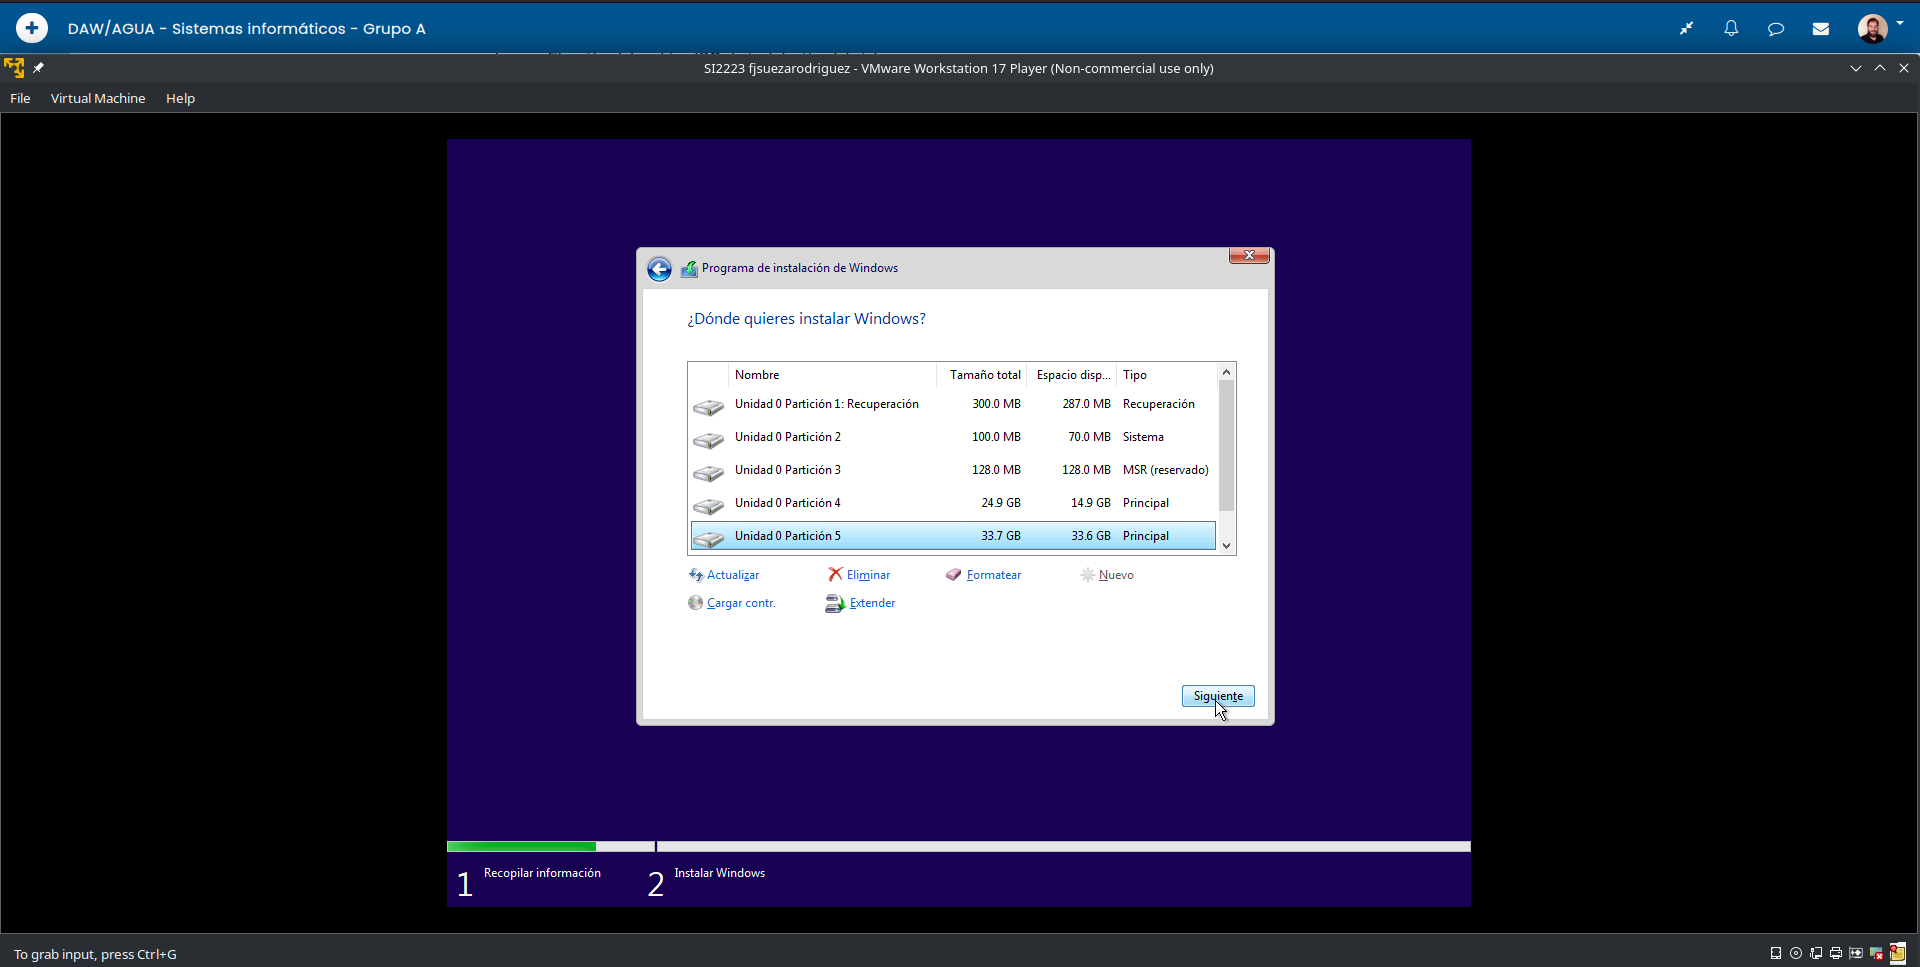 DAW/AGUA - Sistemas informáticos - Grupo A
SI2223 fjsuezarodriguez - VMware Workstation 17 Player (Non-commercial use only)
File Virtual Machine Help
Programa de instalación de Windows
¿Dónde quieres instalar Windows?
Nombre Tamaño total Espacio disp... Tipo
Unidad 0 Partición 1: Recuperación 300.0 MB 287.0 MB Recuperación
Unidad 0 Partición 2 100.0 MB 70.0 MB Sistema
Unidad 0 Partición 3 128.0 MB 128.0 MB MSR (reservado)
Unidad 0 Partición 4 24.9 GB 14.9 GB Principal
Unidad 0 Partición 5 33.7 GB 33.6 GB Principal
Actualizar Eliminar Formatear Nuevo
Cargar contr. Extender
Siguiente
1 Recopilar información 2 Instalar Windows
To grab input, press Ctrl+G